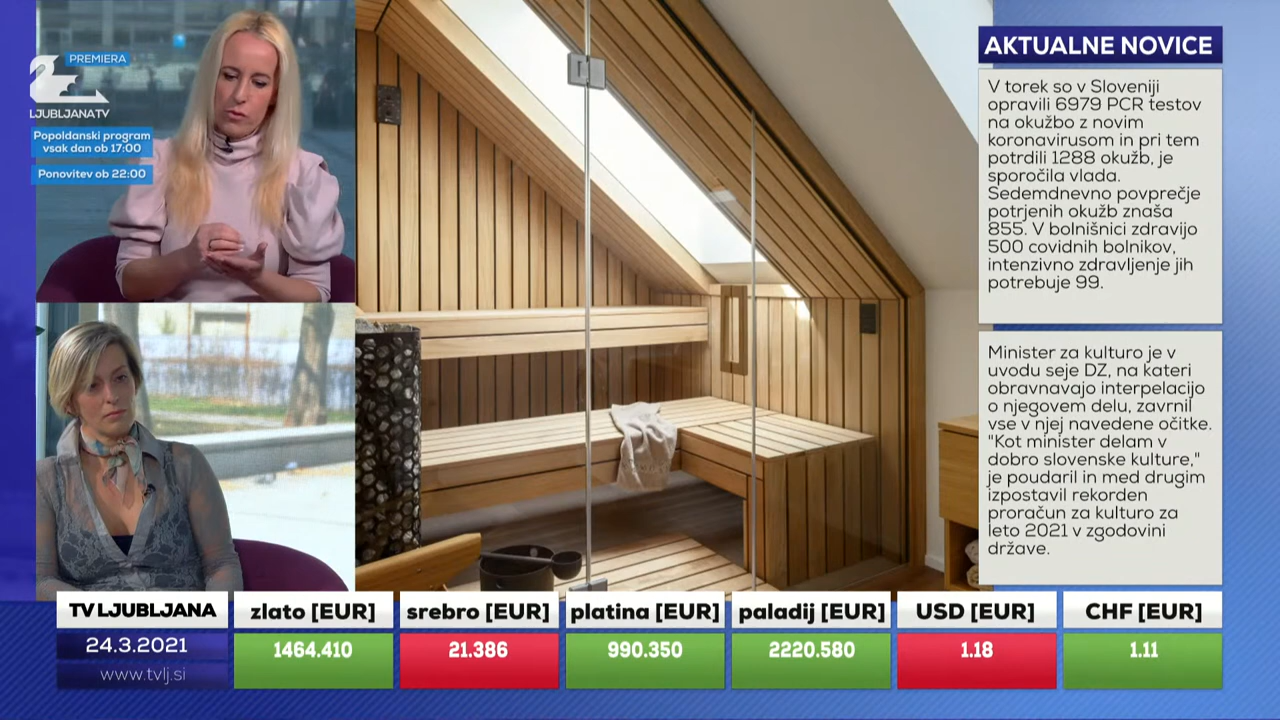 PREMIERA
LJUBLJANATV
Popoldanski program
vsak dan ob 17:00
Ponovitev ob 22:00
AKTUALNE NOVICE
V torek so v Sloveniji
opravili 6979 PCR testov
na okužbo z novim
koronavirusom in pri tem
potrdili 1288 okužb, je
sporočila vlada.
Sedemdnevno povprečje
potrjenih okužb znaša
855. V bolnišnici zdravijo
500 covidnih bolnikov,
intenzivno zdravljenje jih
potrebuje 99.
Minister za kulturo je v
uvodu seje DZ, na kateri
obravnavajo interpelacijo
o njegovem delu, zavrnil
vse v njej navedene očitke.
"Kot minister delam v
dobro slovenske kulture,"
je poudaril in med drugim
izpostavil rekorden
proračun za kulturo za
leto 2021 v zgodovini
države.
TV LJUBLJANA
24.3.2021
www.tvlj.si
zlato [EUR]
1464.410
srebro [EUR]
21.386
platina [EUR]
990.350
paladij [EUR]
2220.580
USD [EUR]
1.18
CHF [EUR]
1.11